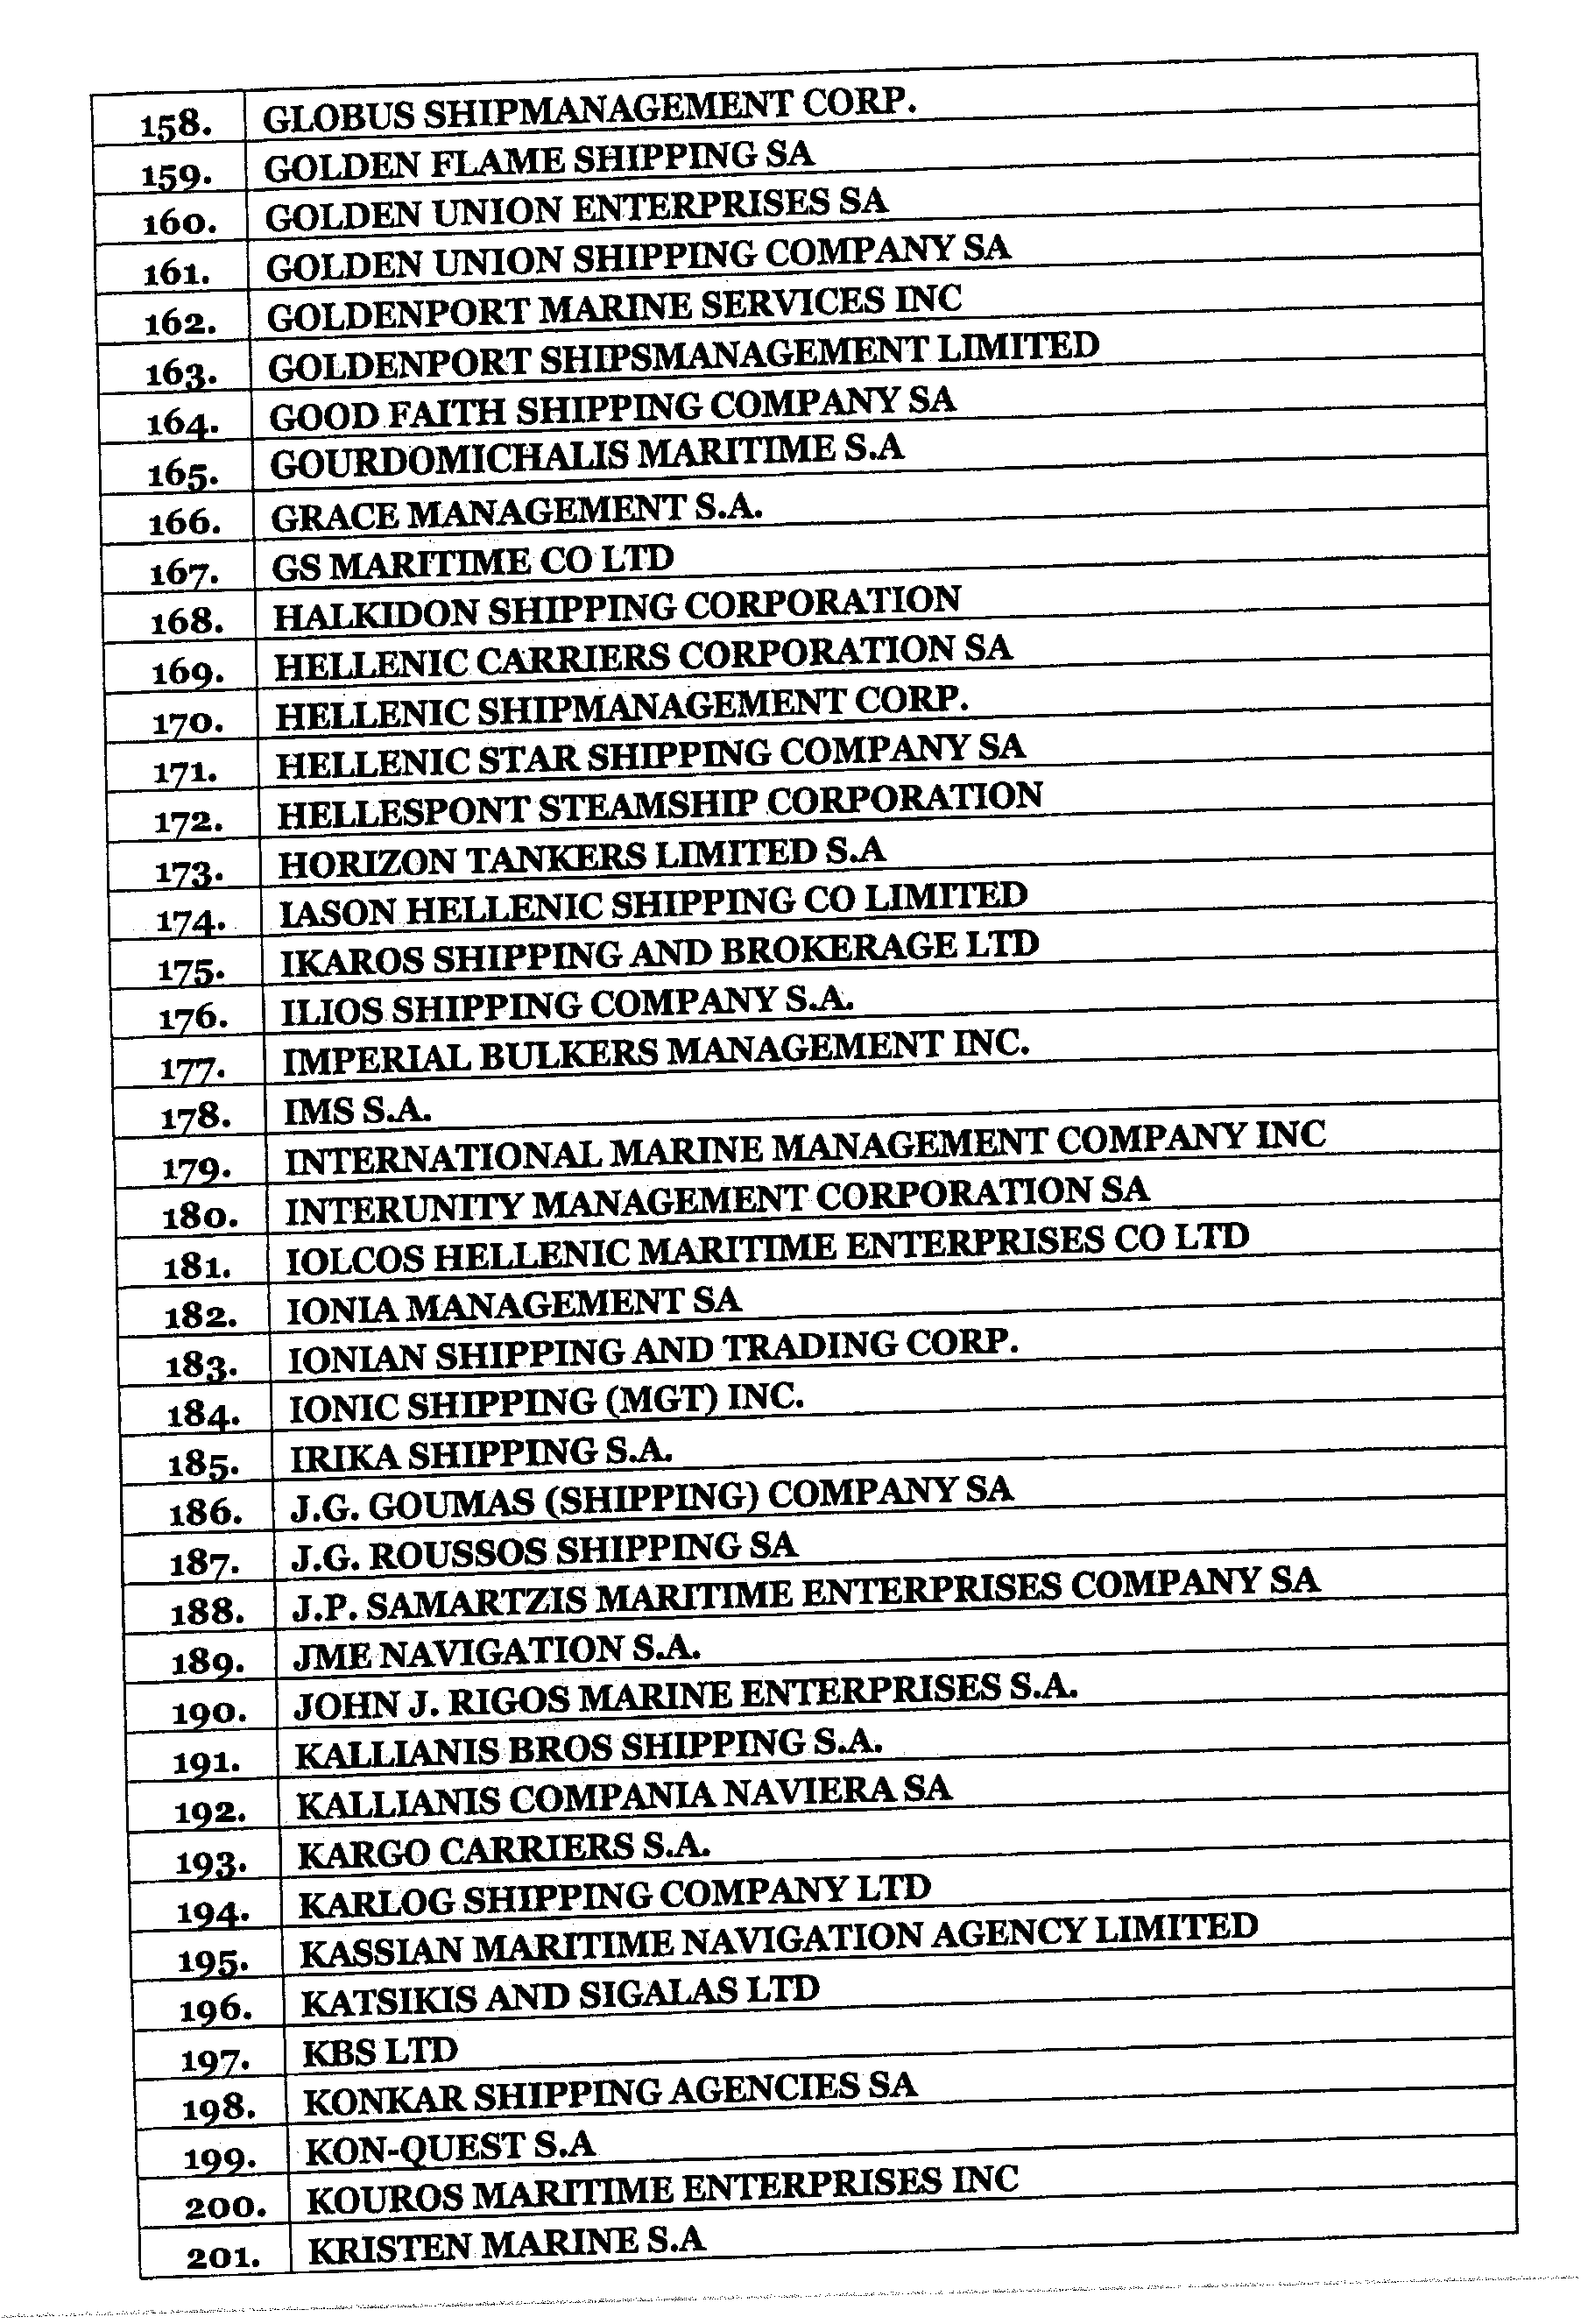 158. GLOBUS SHIPMANAGEMENT CORP.
159. GOLDEN FLAME SHIPPING SA
160. GOLDEN UNION ENTERPRISES SA
161. GOLDEN UNION SHIPPING COMPANY SA
162. GOLDENPORT MARINE SERVICES INC
163. GOLDENPORT SHIPSMANAGEMENT LIMITED
164. GOOD FAITH SHIPPING COMPANY SA
165. GOURDOMICHALIS MARITIME S.A
166. GRACE MANAGEMENT S.A.
167. GS MARITIME CO LTD
168. HALKIDON SHIPPING CORPORATION
169. HELLENIC CARRIERS CORPORATION SA
170. HELLENIC SHIPMANAGEMENT CORP.
171. HELLENIC STAR SHIPPING COMPANY SA
172. HELLESPONT STEAMSHIP CORPORATION
173. HORIZON TANKERS LIMITED S.A
174. IASON HELLENIC SHIPPING CO LIMITED
175. IKAROS SHIPPING AND BROKERAGE LTD
176. ILIOS SHIPPING COMPANY S.A.
177. IMPERIAL BULKERS MANAGEMENT INC.
178. IMS S.A.
179. INTERNATIONAL MARINE MANAGEMENT COMPANY INC
180. INTERUNITY MANAGEMENT CORPORATION SA
181. IOLCOS HELLENIC MARITIME ENTERPRISES CO LTD
182. IONIA MANAGEMENT SA
183. IONIAN SHIPPING AND TRADING CORP.
184. IONIC SHIPPING (MGT) INC.
185. IRIKA SHIPPING S.A.
186. J.G. GOUMAS (SHIPPING) COMPANY SA
187. J.G. ROUSSOS SHIPPING SA
188. J.P. SAMARTZIS MARITIME ENTERPRISES COMPANY SA
189. JME NAVIGATION S.A.
190. JOHN J. RIGOS MARINE ENTERPRISES S.A.
191. KALLIANIS BROS SHIPPING S.A.
192. KALLIANIS COMPANIA NAVIERA SA
193. KARGO CARRIERS S.A.
194. KARLOG SHIPPING COMPANY LTD
195. KASSIAN MARITIME NAVIGATION AGENCY LIMITED
196. KATSIKIS AND SIGALAS LTD
197. KBS LTD
198. KONKAR SHIPPING AGENCIES SA
199. KON-QUEST S.A
200. KOUROS MARITIME ENTERPRISES INC
201. KRISTEN MARINE S.A